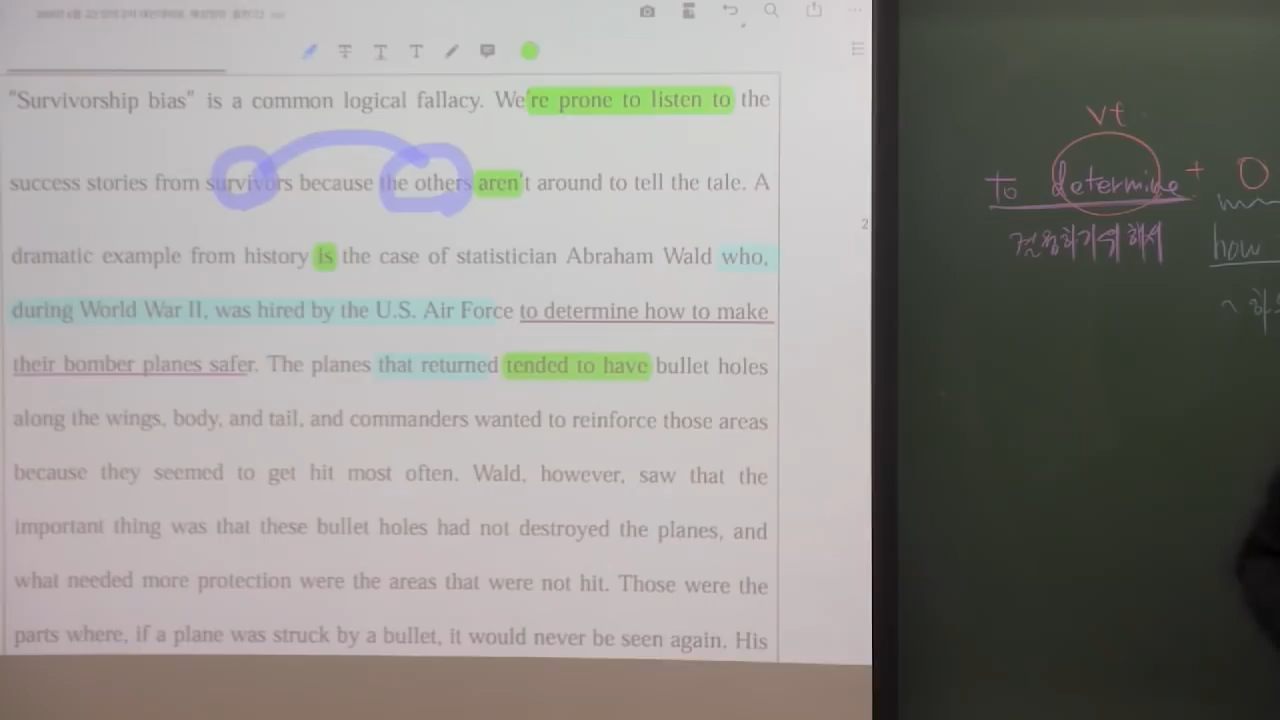 "Survivorship bias" is a common logical fallacy. We're prone to listen to the
success stories from survivors because the others aren't around to tell the tale. A
dramatic example from history is the case of statistician Abraham Wald who,
during World War II, was hired by the U.S. Air Force to determine how to make
their bomber planes safer. The planes that returned tended to have bullet holes
along the wings, body, and tail, and commanders wanted to reinforce those areas
because they seemed to get hit most often. Wald, however, saw that the
important thing was that these bullet holes had not destroyed the planes, and
what needed more protection were the areas that were not hit. Those were the
parts where, if a plane was struck by a bullet, it would never be seen again. His
2
vt
to determine + O
how